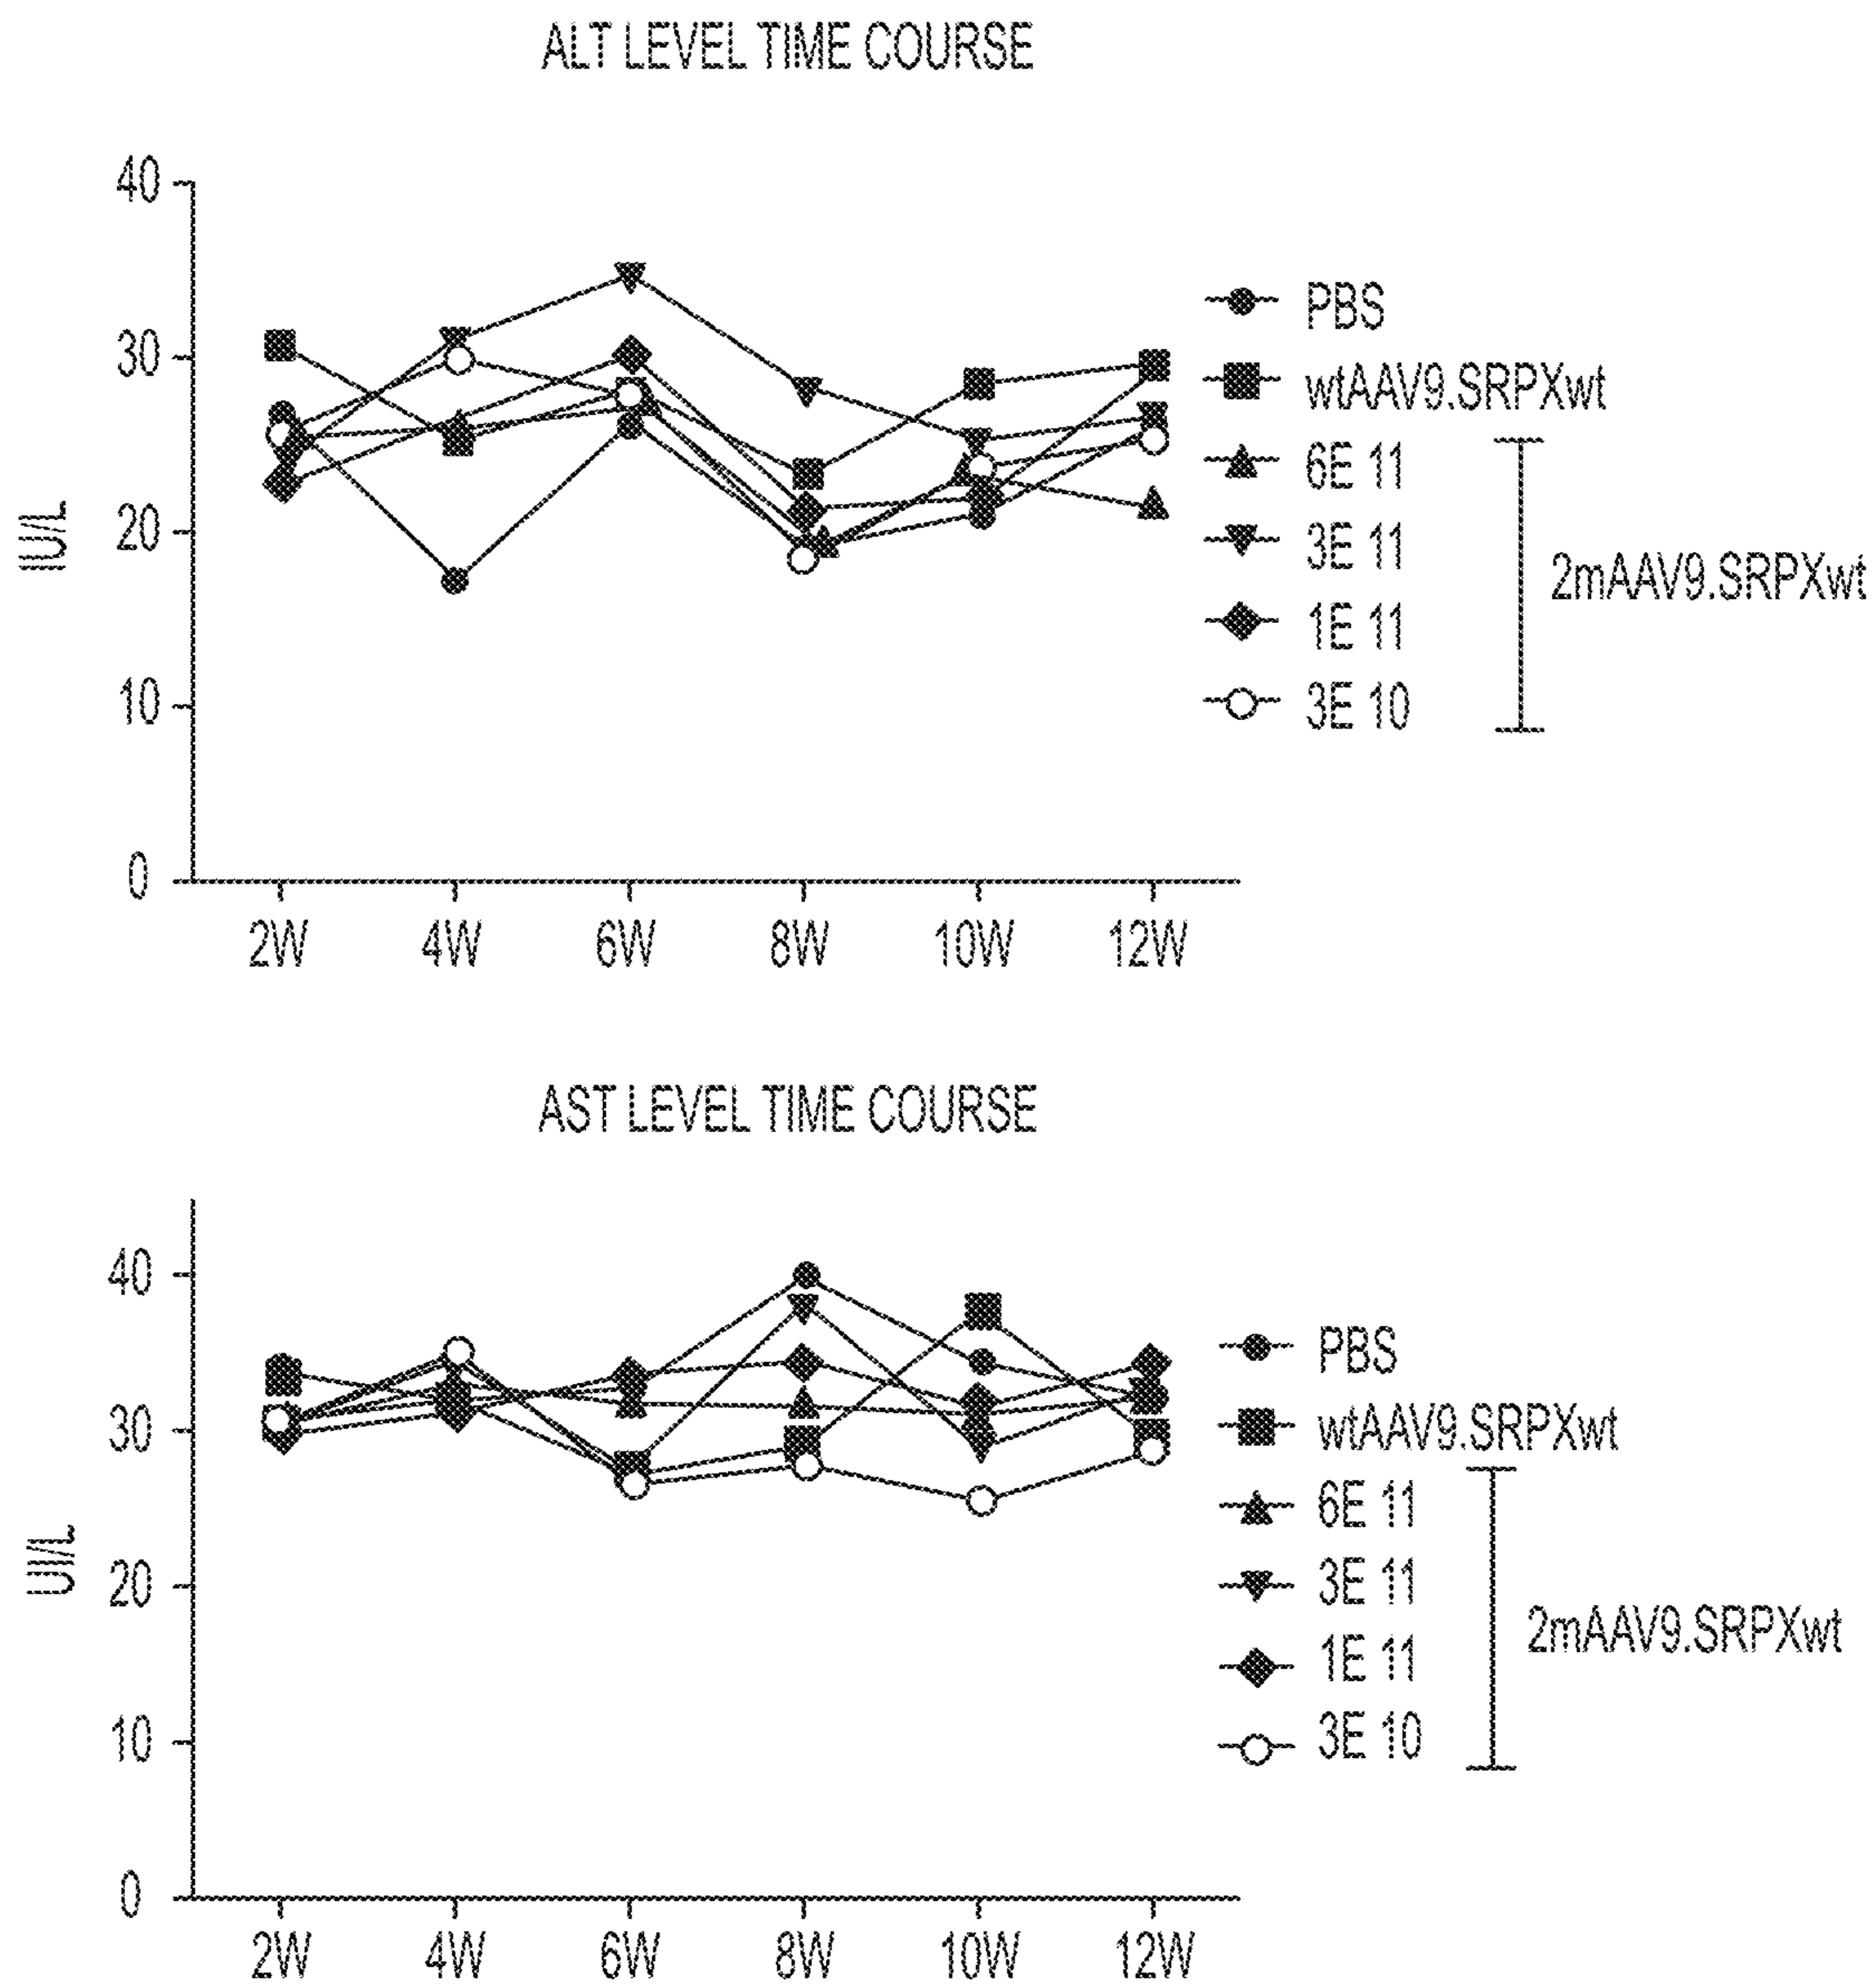 ALT LEVEL TIME COURSE
IU/L
40
30
20
10
0
2W 4W 6W 8W 10W 12W
PBS
wtAAV9.SRPXwt
6E 11
3E 11
1E 11
3E 10
2mAAV9.SRPXwt
AST LEVEL TIME COURSE
UI/L
40
30
20
10
0
2W 4W 6W 8W 10W 12W
PBS
wtAAV9.SRPXwt
6E 11
3E 11
1E 11
3E 10
2mAAV9.SRPXwt